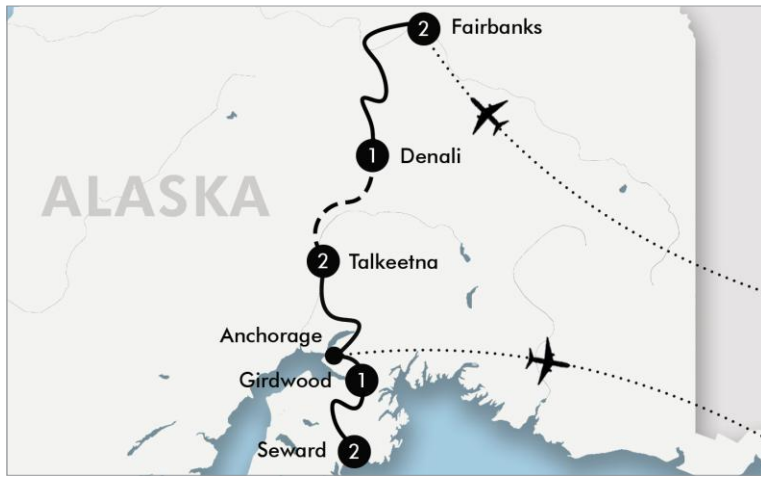 2 Fairbanks
1 Denali
ALASKA
2 Talkeetna
Anchorage
Girdwood 1
Seward 2